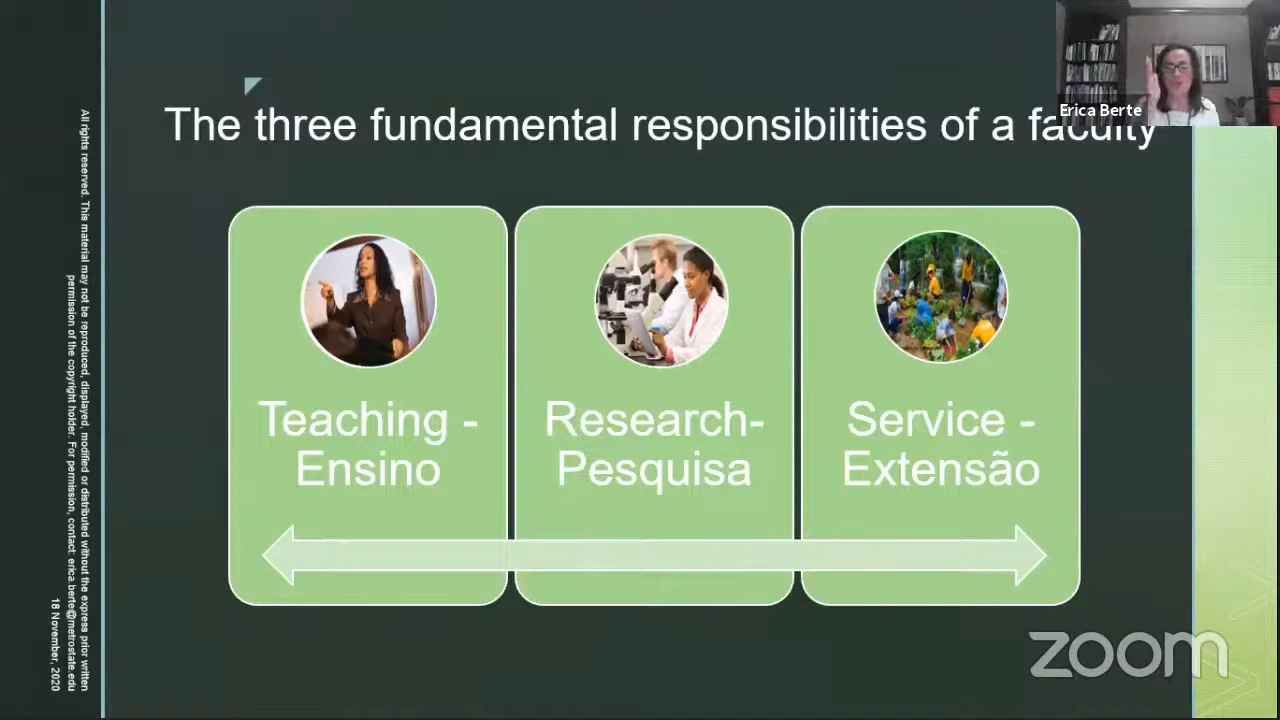 The three fundamental responsibilities of a faculty
Erica Berte
Teaching -
Ensino
Research-
Pesquisa
Service -
Extensão
All rights reserved. This material may not be reproduced, displayed, modified or distributed without the express prior written
permission of the copyright holder. For permission, contact: erica.berte@metrostate.edu
18 November, 2020
zoom